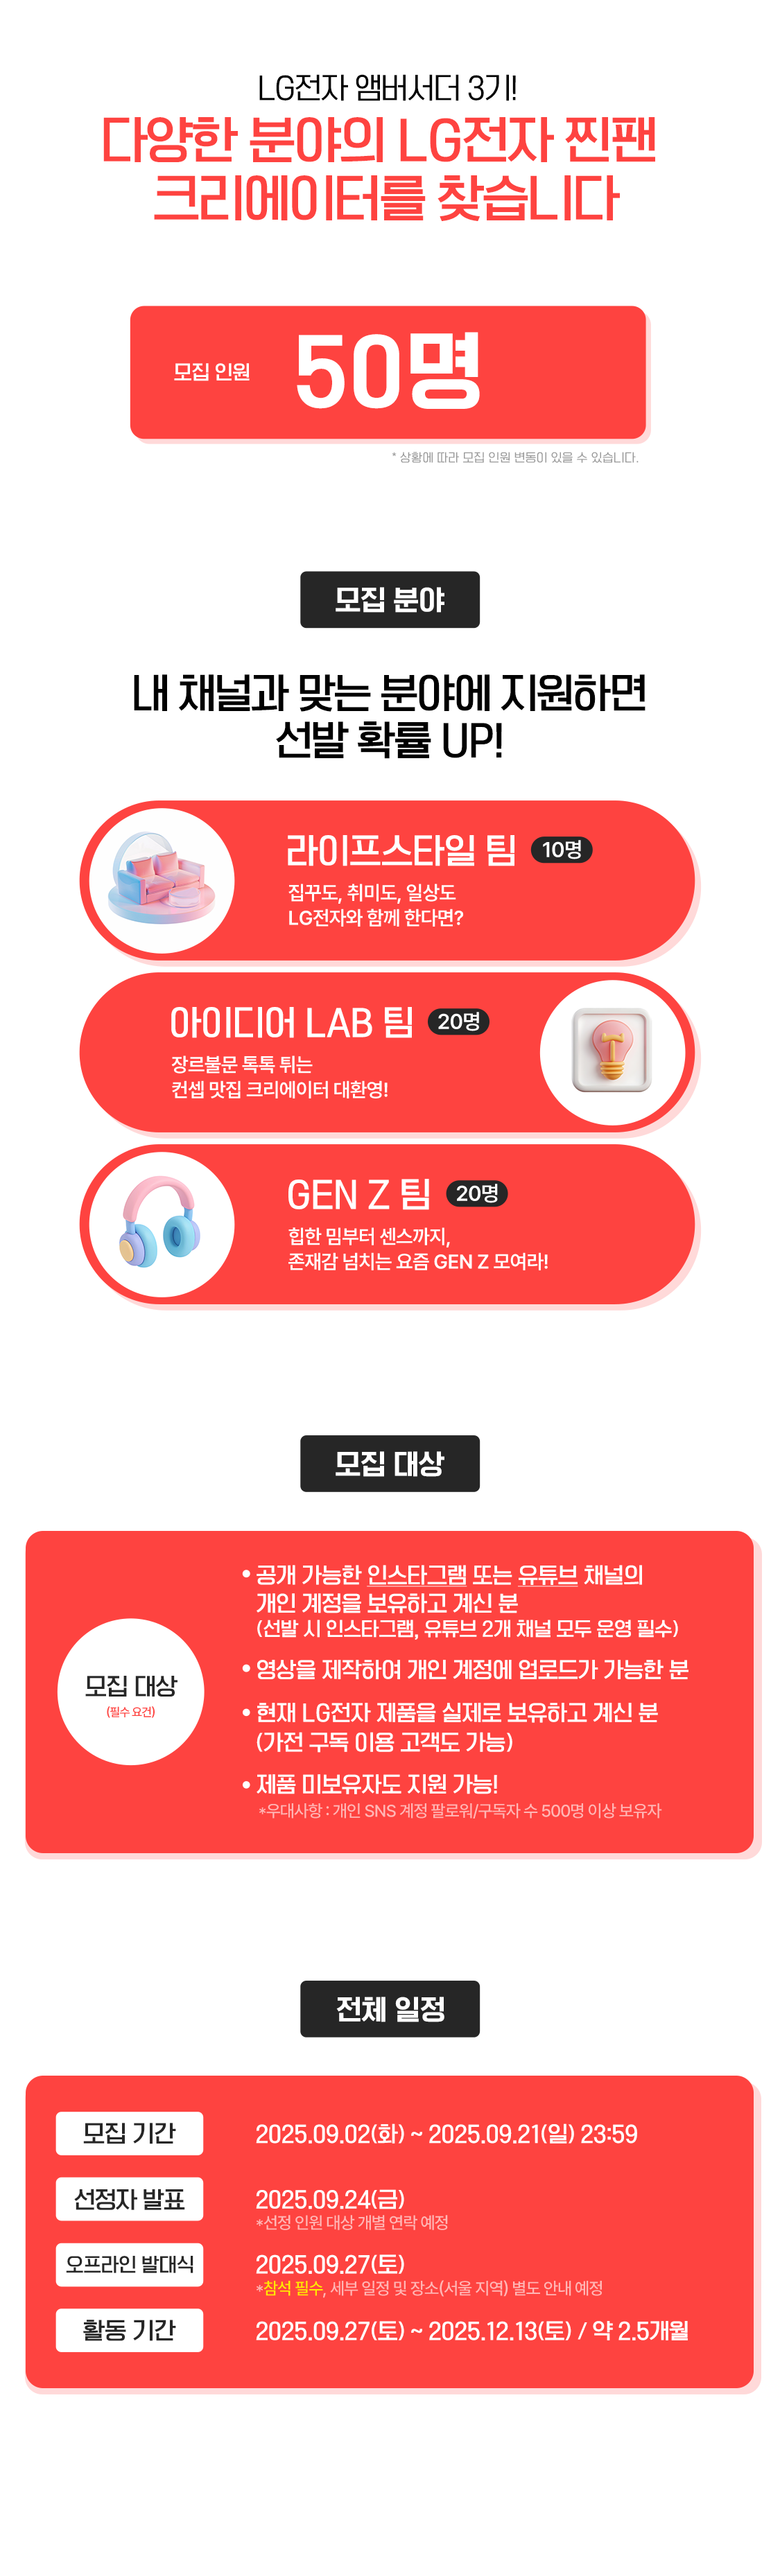 LG전자 앰버서더 3기!
다양한 분야의 LG전자 찐팬
크리에이터를 찾습니다
모집 인원 50명
* 상황에 따라 모집 인원 변동이 있을 수 있습니다.
모집 분야
내 채널과 맞는 분야에 지원하면
선발 확률 UP!
라이프스타일 팀 10명
집꾸도, 취미도, 일상도
LG전자와 함께 한다면?
아이디어 LAB 팀 20명
장르불문 톡톡 튀는
컨셉 맛집 크리에이터 대환영!
GEN Z 팀 20명
힙한 밈부터 센스까지,
존재감 넘치는 요즘 GEN Z 모여라!
모집 대상
모집 대상
(필수 요건)
• 공개 가능한 인스타그램 또는 유튜브 채널의
개인 계정을 보유하고 계신 분
(선발 시 인스타그램, 유튜브 2개 채널 모두 운영 필수)
• 영상을 제작하여 개인 계정에 업로드가 가능한 분
• 현재 LG전자 제품을 실제로 보유하고 계신 분
(가전 구독 이용 고객도 가능)
• 제품 미보유자도 지원 가능!
*우대사항 : 개인 SNS 계정 팔로워/구독자 수 500명 이상 보유자
전체 일정
모집 기간 2025.09.02(화) ~ 2025.09.21(일) 23:59
선정자 발표 2025.09.24(금)
*선정 인원 대상 개별 연락 예정
오프라인 발대식 2025.09.27(토)
*참석 필수, 세부 일정 및 장소(서울 지역) 별도 안내 예정
활동 기간 2025.09.27(토) ~ 2025.12.13(토) / 약 2.5개월